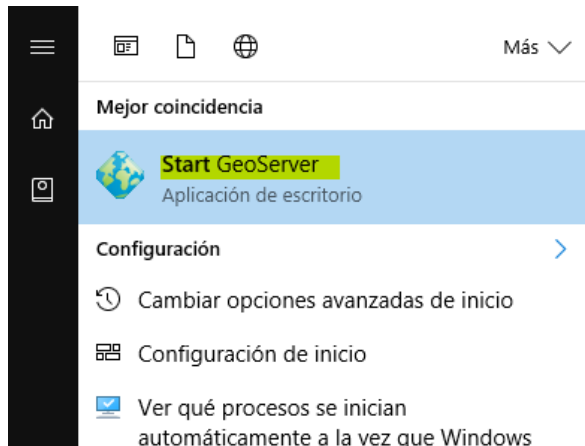 Más
Mejor coincidencia
Start GeoServer
Aplicación de escritorio
Configuración
Cambiar opciones avanzadas de inicio
Configuración de inicio
Ver qué procesos se inician
automáticamente a la vez que Windows